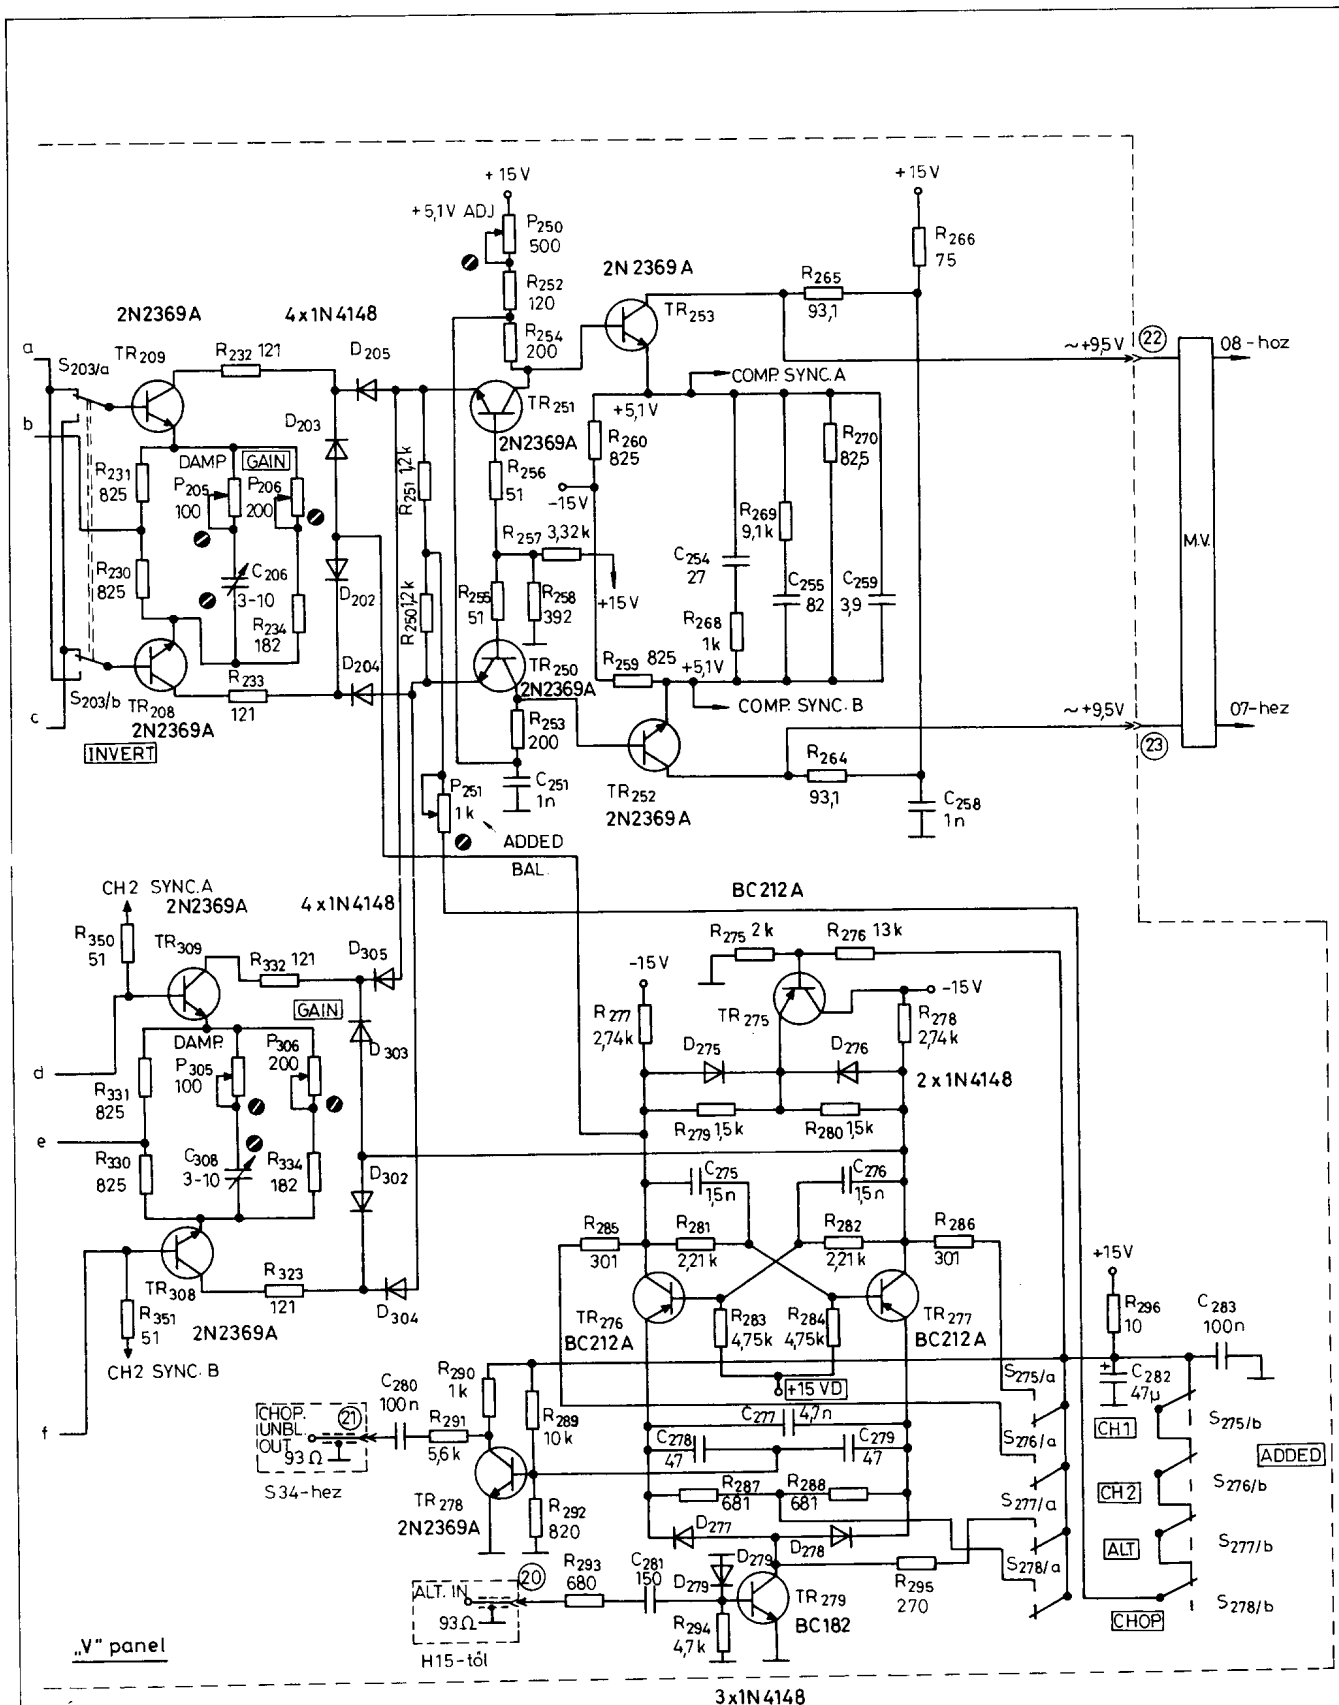 +15V
+5,1V ADJ
P250
500
R252
120
R254
200
2N2369A
TR253
+15V
R266
75
R265
93,1
2N2369A
4x1N4148
a
S203/a
TR209
R232 121
D205
b
D203
DAMP.
GAIN
R231
825
P205
100
P206
200
R230
825
C206
3-10
D202
R234
182
D204
R233
121
S203/b
TR208
2N2369A
c
INVERT
TR251
2N2369A
R251 1,2k
R256
51
R257 3,32k
+15V
R255
51
R258
392
R250 1,2k
TR250
2N2369A
R253
200
C251
1n
P251
1k
ADDED
BAL.
COMP. SYNC. A
+5,1V
R260
825
-15V
R270
82,5
R269
9,1k
C254
27
C255
82
C259
3,9
R268
1k
R259 825
+5,1V
COMP. SYNC. B
TR252
2N2369A
R264
93,1
C258
1n
~+9,5V
22
08-hoz
M.V.
~+9,5V
23
07-hez
CH2 SYNC.A
2N2369A
4x1N4148
R350
51
TR309
R332 121
D305
GAIN
DAMP.
D303
d
P305
100
P306
200
R331
825
e
R330
825
C308
3-10
R334
182
D302
TR308
R323
121
D304
R351
51
2N2369A
CH2 SYNC. B
f
BC212A
R275 2k
R276 13k
-15V
R277
2,74k
TR275
-15V
R278
2,74k
D275
D276
2x1N4148
R279 1,5k
R280 1,5k
C275
1,5n
C276
1,5n
R285
301
R281
2,21k
R282
2,21k
R286
301
TR276
BC212A
R283
4,75k
R284
4,75k
TR277
BC212A
+15 VD
C277 4,7n
C278
47
C279
47
R287
681
R288
681
D277
D278
R290
1k
R289
10k
C280
100n
R291
5,6k
CHOP.
UNBL.
OUT
21
93Ω
S34-hez
TR278
2N2369A
R292
820
ALT. IN
20
93Ω
H15-től
R293
680
C281
150
D279
D279
R294
4,7k
TR279
BC182
R295
270
+15V
R296
10
C283
100n
C282
47µ
S275/a
S276/a
S277/a
S278/a
CH1
CH2
ALT
CHOP
S275/b
S276/b
S277/b
S278/b
ADDED
„V" panel
3x1N4148